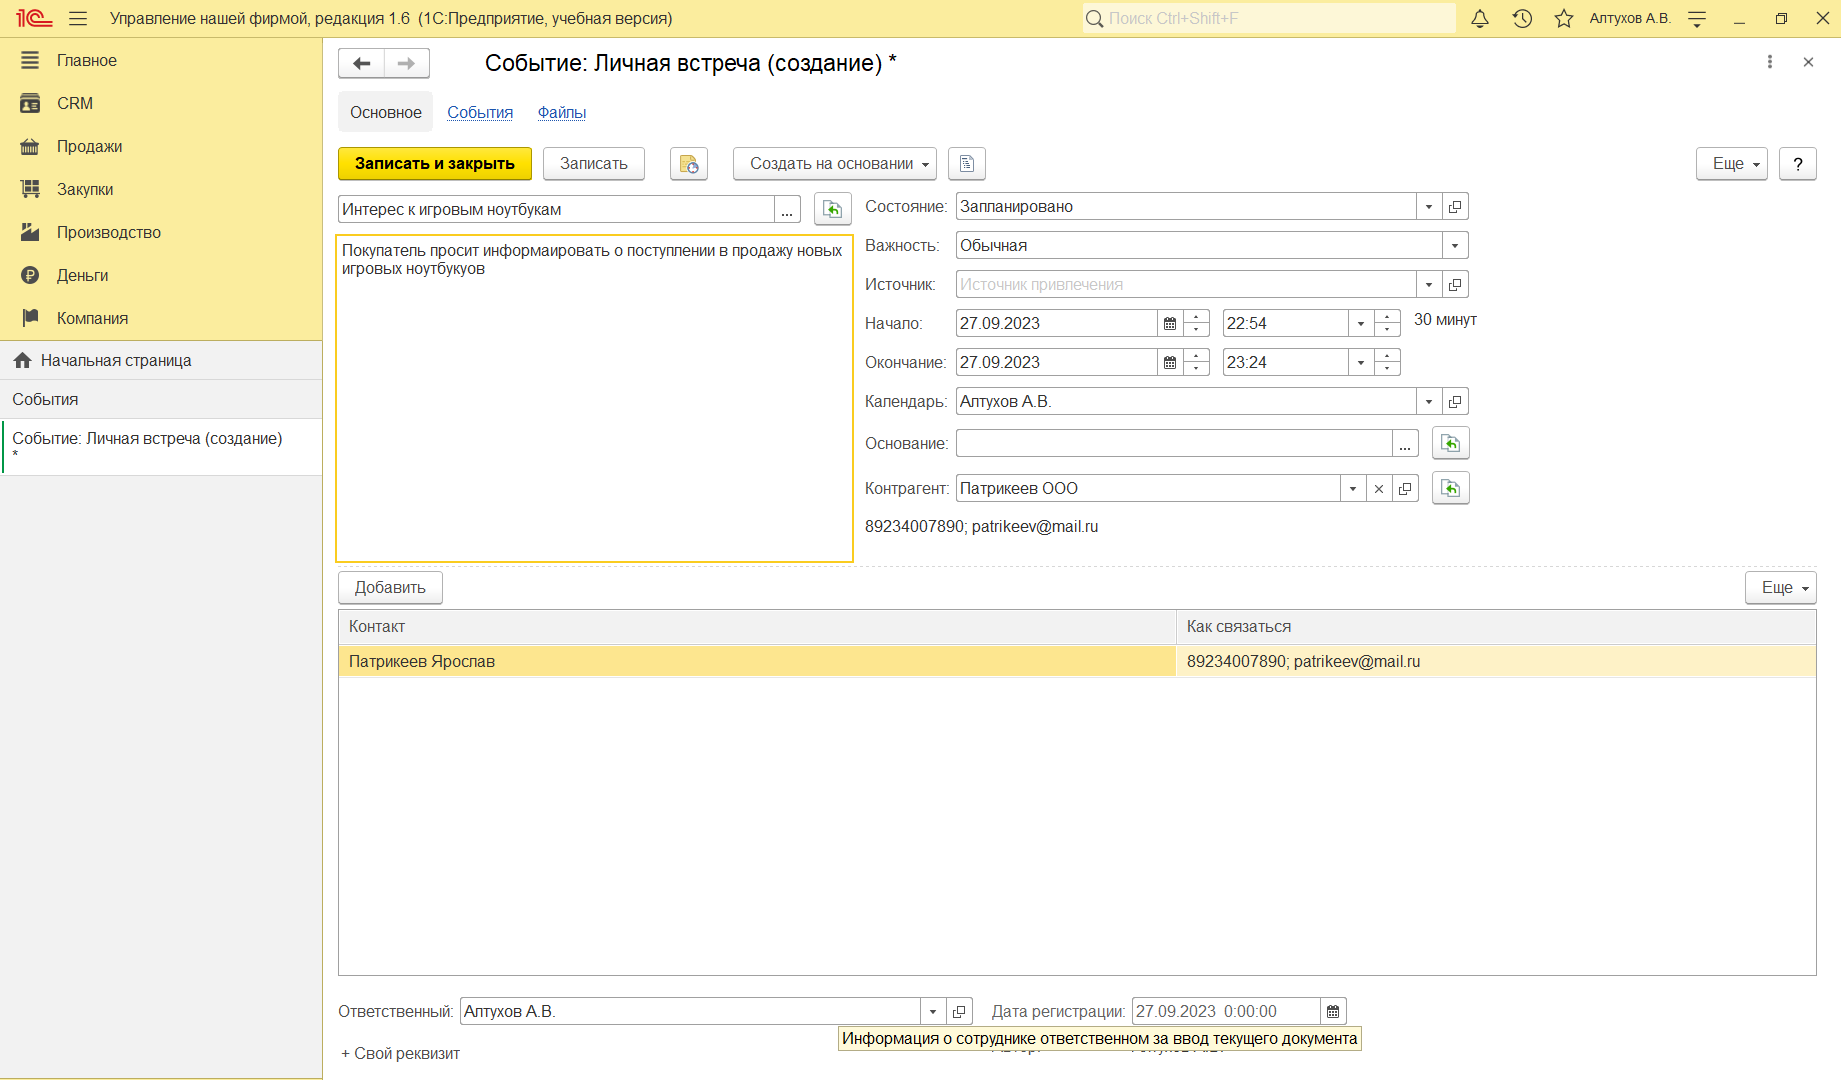 1С
Управление нашей фирмой, редакция 1.6 (1С:Предприятие, учебная версия)
Поиск Ctrl+Shift+F
Алтухов А.В.
Главное
CRM
Продажи
Закупки
Производство
Деньги
Компания
Начальная страница
События
Событие: Личная встреча (создание)
*
Событие: Личная встреча (создание) *
Основное События Файлы
Записать и закрыть Записать Создать на основании Еще ?
Интерес к игровым ноутбукам ...
Покупатель просит информаировать о поступлении в продажу новых
игровых ноутбукуов
Состояние: Запланировано
Важность: Обычная
Источник: Источник привлечения
Начало: 27.09.2023 22:54 30 минут
Окончание: 27.09.2023 23:24
Календарь: Алтухов А.В.
Основание: ...
Контрагент: Патрикеев ООО
89234007890; patrikeev@mail.ru
Добавить Еще
Контакт Как связаться
Патрикеев Ярослав 89234007890; patrikeev@mail.ru
Ответственный: Алтухов А.В. Дата регистрации: 27.09.2023 0:00:00
Информация о сотруднике ответственном за ввод текущего документа
+ Свой реквизит